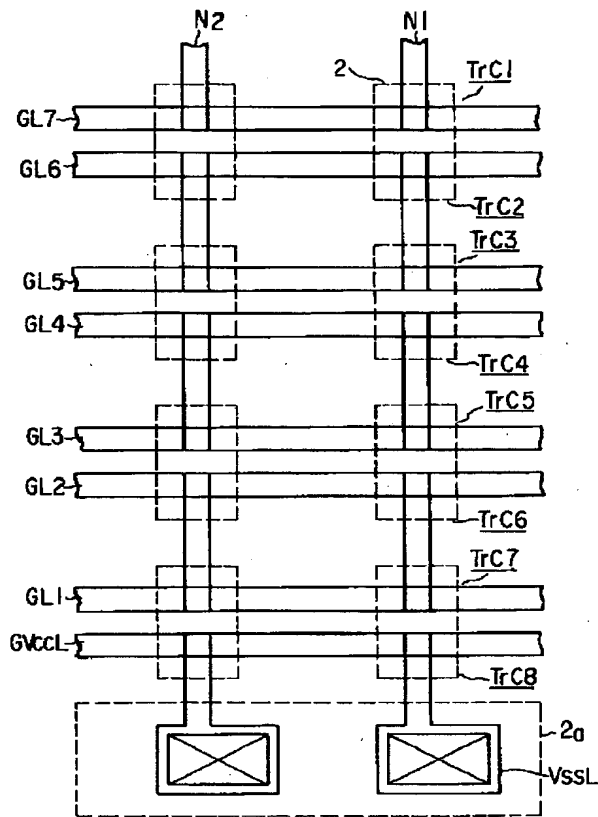 N2 N1
2 TrC1
GL7
GL6
TrC2
TrC3
GL5
GL4
TrC4
TrC5
GL3
GL2
TrC6
TrC7
GL1
GVccL
TrC8
2a
VssL